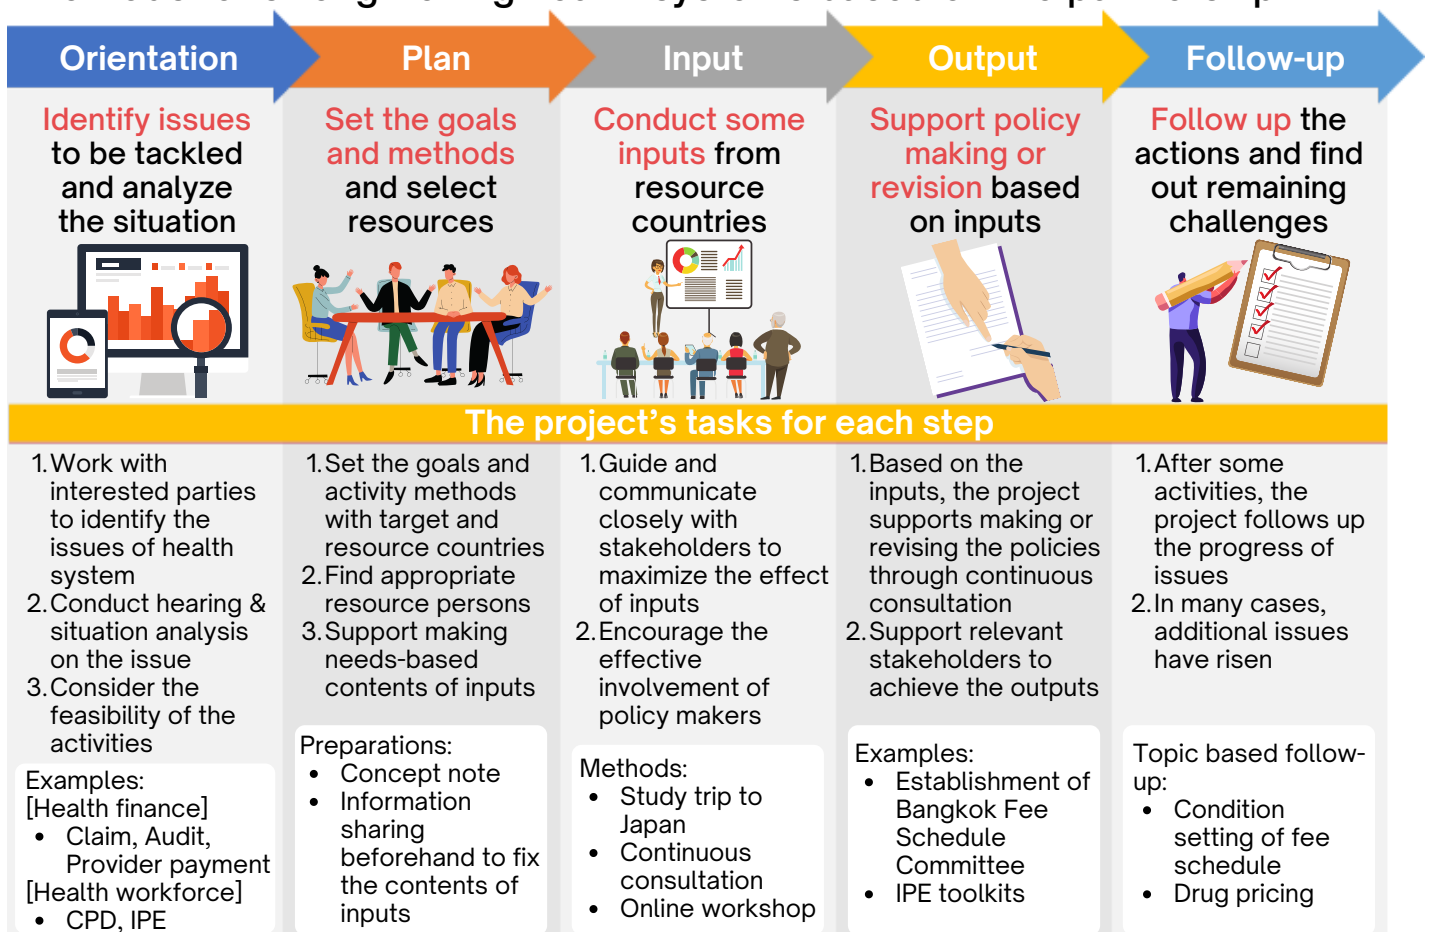 Orientation
Plan
Input
Output
Follow-up
Identify issues
to be tackled
and analyze
the situation
Set the goals
and methods
and select
resources
Conduct some
inputs from
resource
countries
Support policy
making or
revision based
on inputs
Follow up the
actions and find
out remaining
challenges
The project's tasks for each step
1. Work with
interested parties
to identify the
issues of health
system
2. Conduct hearing &
situation analysis
on the issue
3. Consider the
feasibility of the
activities
Examples:
[Health finance]
• Claim, Audit,
Provider payment
[Health workforce]
• CPD, IPE
1. Set the goals and
activity methods
with target and
resource countries
2. Find appropriate
resource persons
3. Support making
needs-based
contents of inputs
Preparations:
• Concept note
• Information
sharing
beforehand to fix
the contents of
inputs
1. Guide and
communicate
closely with
stakeholders to
maximize the effect
of inputs
2. Encourage the
effective
involvement of
policy makers
Methods:
• Study trip to
Japan
• Continuous
consultation
• Online workshop
1. Based on the
inputs, the project
supports making or
revising the policies
through continuous
consultation
2. Support relevant
stakeholders to
achieve the outputs
Examples:
• Establishment of
Bangkok Fee
Schedule
Committee
• IPE toolkits
1. After some
activities, the
project follows up
the progress of
issues
2. In many cases,
additional issues
have risen
Topic based follow-
up:
• Condition
setting of fee
schedule
• Drug pricing